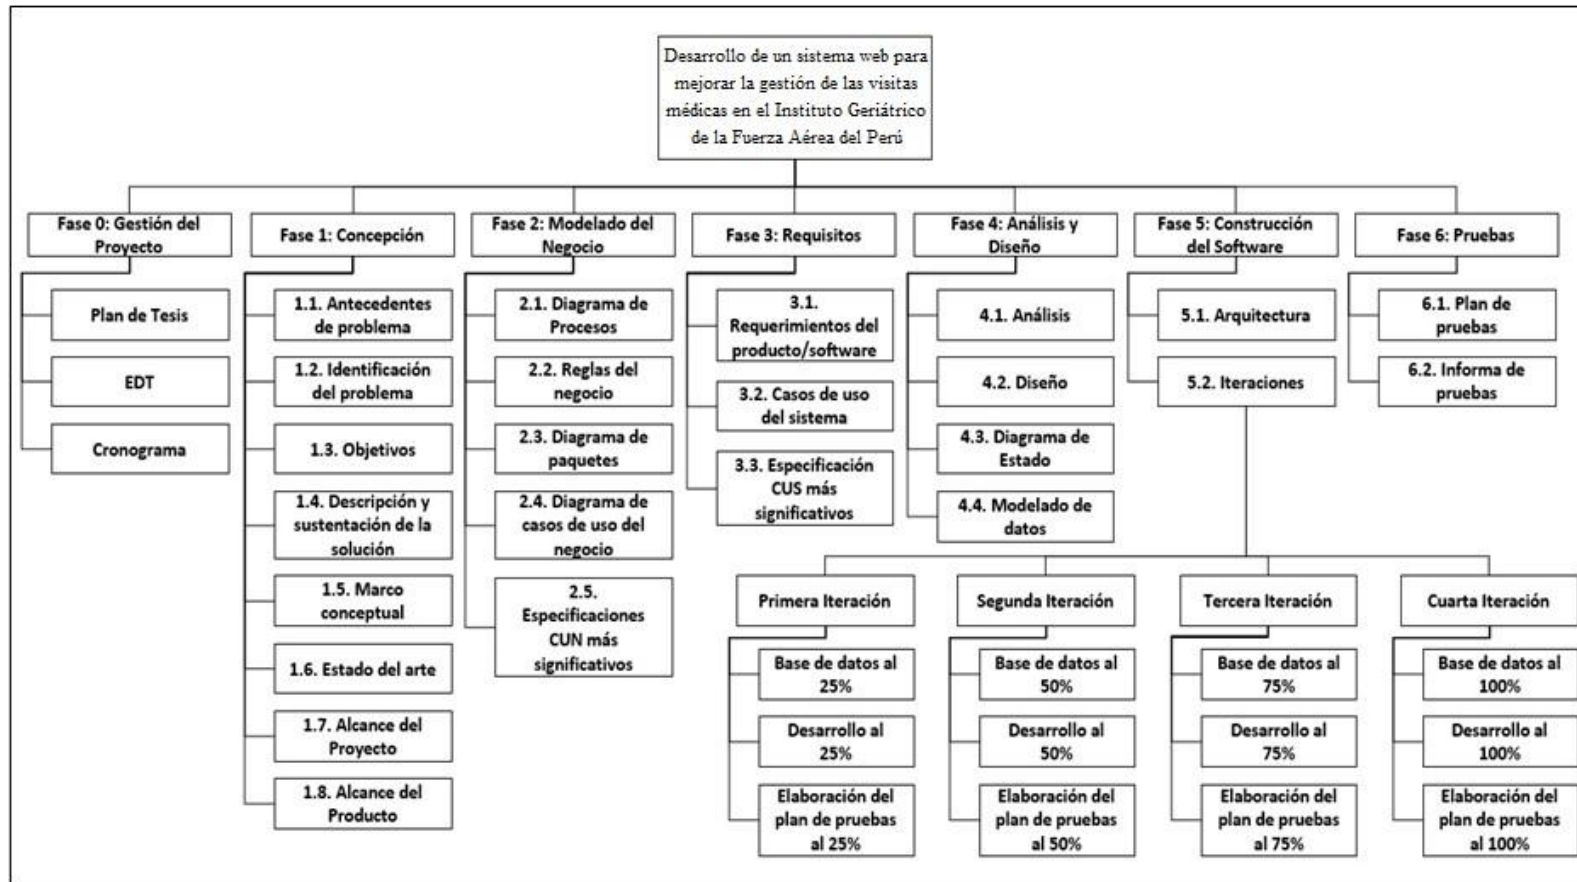 Desarrollo de un sistema web para
mejorar la gestión de las visitas
médicas en el Instituto Geriátrico
de la Fuerza Aérea del Perú
Fase 0: Gestión del
Proyecto
Plan de Tesis
EDT
Cronograma
Fase 1: Concepción
1.1. Antecedentes
de problema
1.2. Identificación
del problema
1.3. Objetivos
1.4. Descripción y
sustentación de la
solución
1.5. Marco
conceptual
1.6. Estado del arte
1.7. Alcance del
Proyecto
1.8. Alcance del
Producto
Fase 2: Modelado del
Negocio
2.1. Diagrama de
Procesos
2.2. Reglas del
negocio
2.3. Diagrama de
paquetes
2.4. Diagrama de
casos de uso del
negocio
2.5.
Especificaciones
CUN más
significativos
Fase 3: Requisitos
3.1.
Requerimientos del
producto/software
3.2. Casos de uso
del sistema
3.3. Especificación
CUS más
significativos
Fase 4: Análisis y
Diseño
4.1. Análisis
4.2. Diseño
4.3. Diagrama de
Estado
4.4. Modelado de
datos
Fase 5: Construcción
del Software
5.1. Arquitectura
5.2. Iteraciones
Primera Iteración
Base de datos al
25%
Desarrollo al
25%
Elaboración del
plan de pruebas
al 25%
Segunda Iteración
Base de datos al
50%
Desarrollo al
50%
Elaboración del
plan de pruebas
al 50%
Tercera Iteración
Base de datos al
75%
Desarrollo al
75%
Elaboración del
plan de pruebas
al 75%
Cuarta Iteración
Base de datos al
100%
Desarrollo al
100%
Elaboración del
plan de pruebas
al 100%
Fase 6: Pruebas
6.1. Plan de
pruebas
6.2. Informa de
pruebas